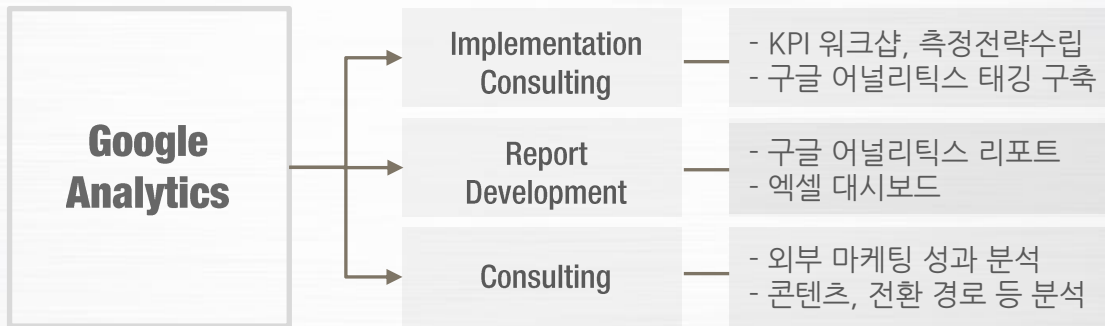 Google
Analytics
Implementation
Consulting
- KPI 워크샵, 측정전략수립
- 구글 어널리틱스 태깅 구축
Report
Development
- 구글 어널리틱스 리포트
- 엑셀 대시보드
Consulting
- 외부 마케팅 성과 분석
- 콘텐츠, 전환 경로 등 분석